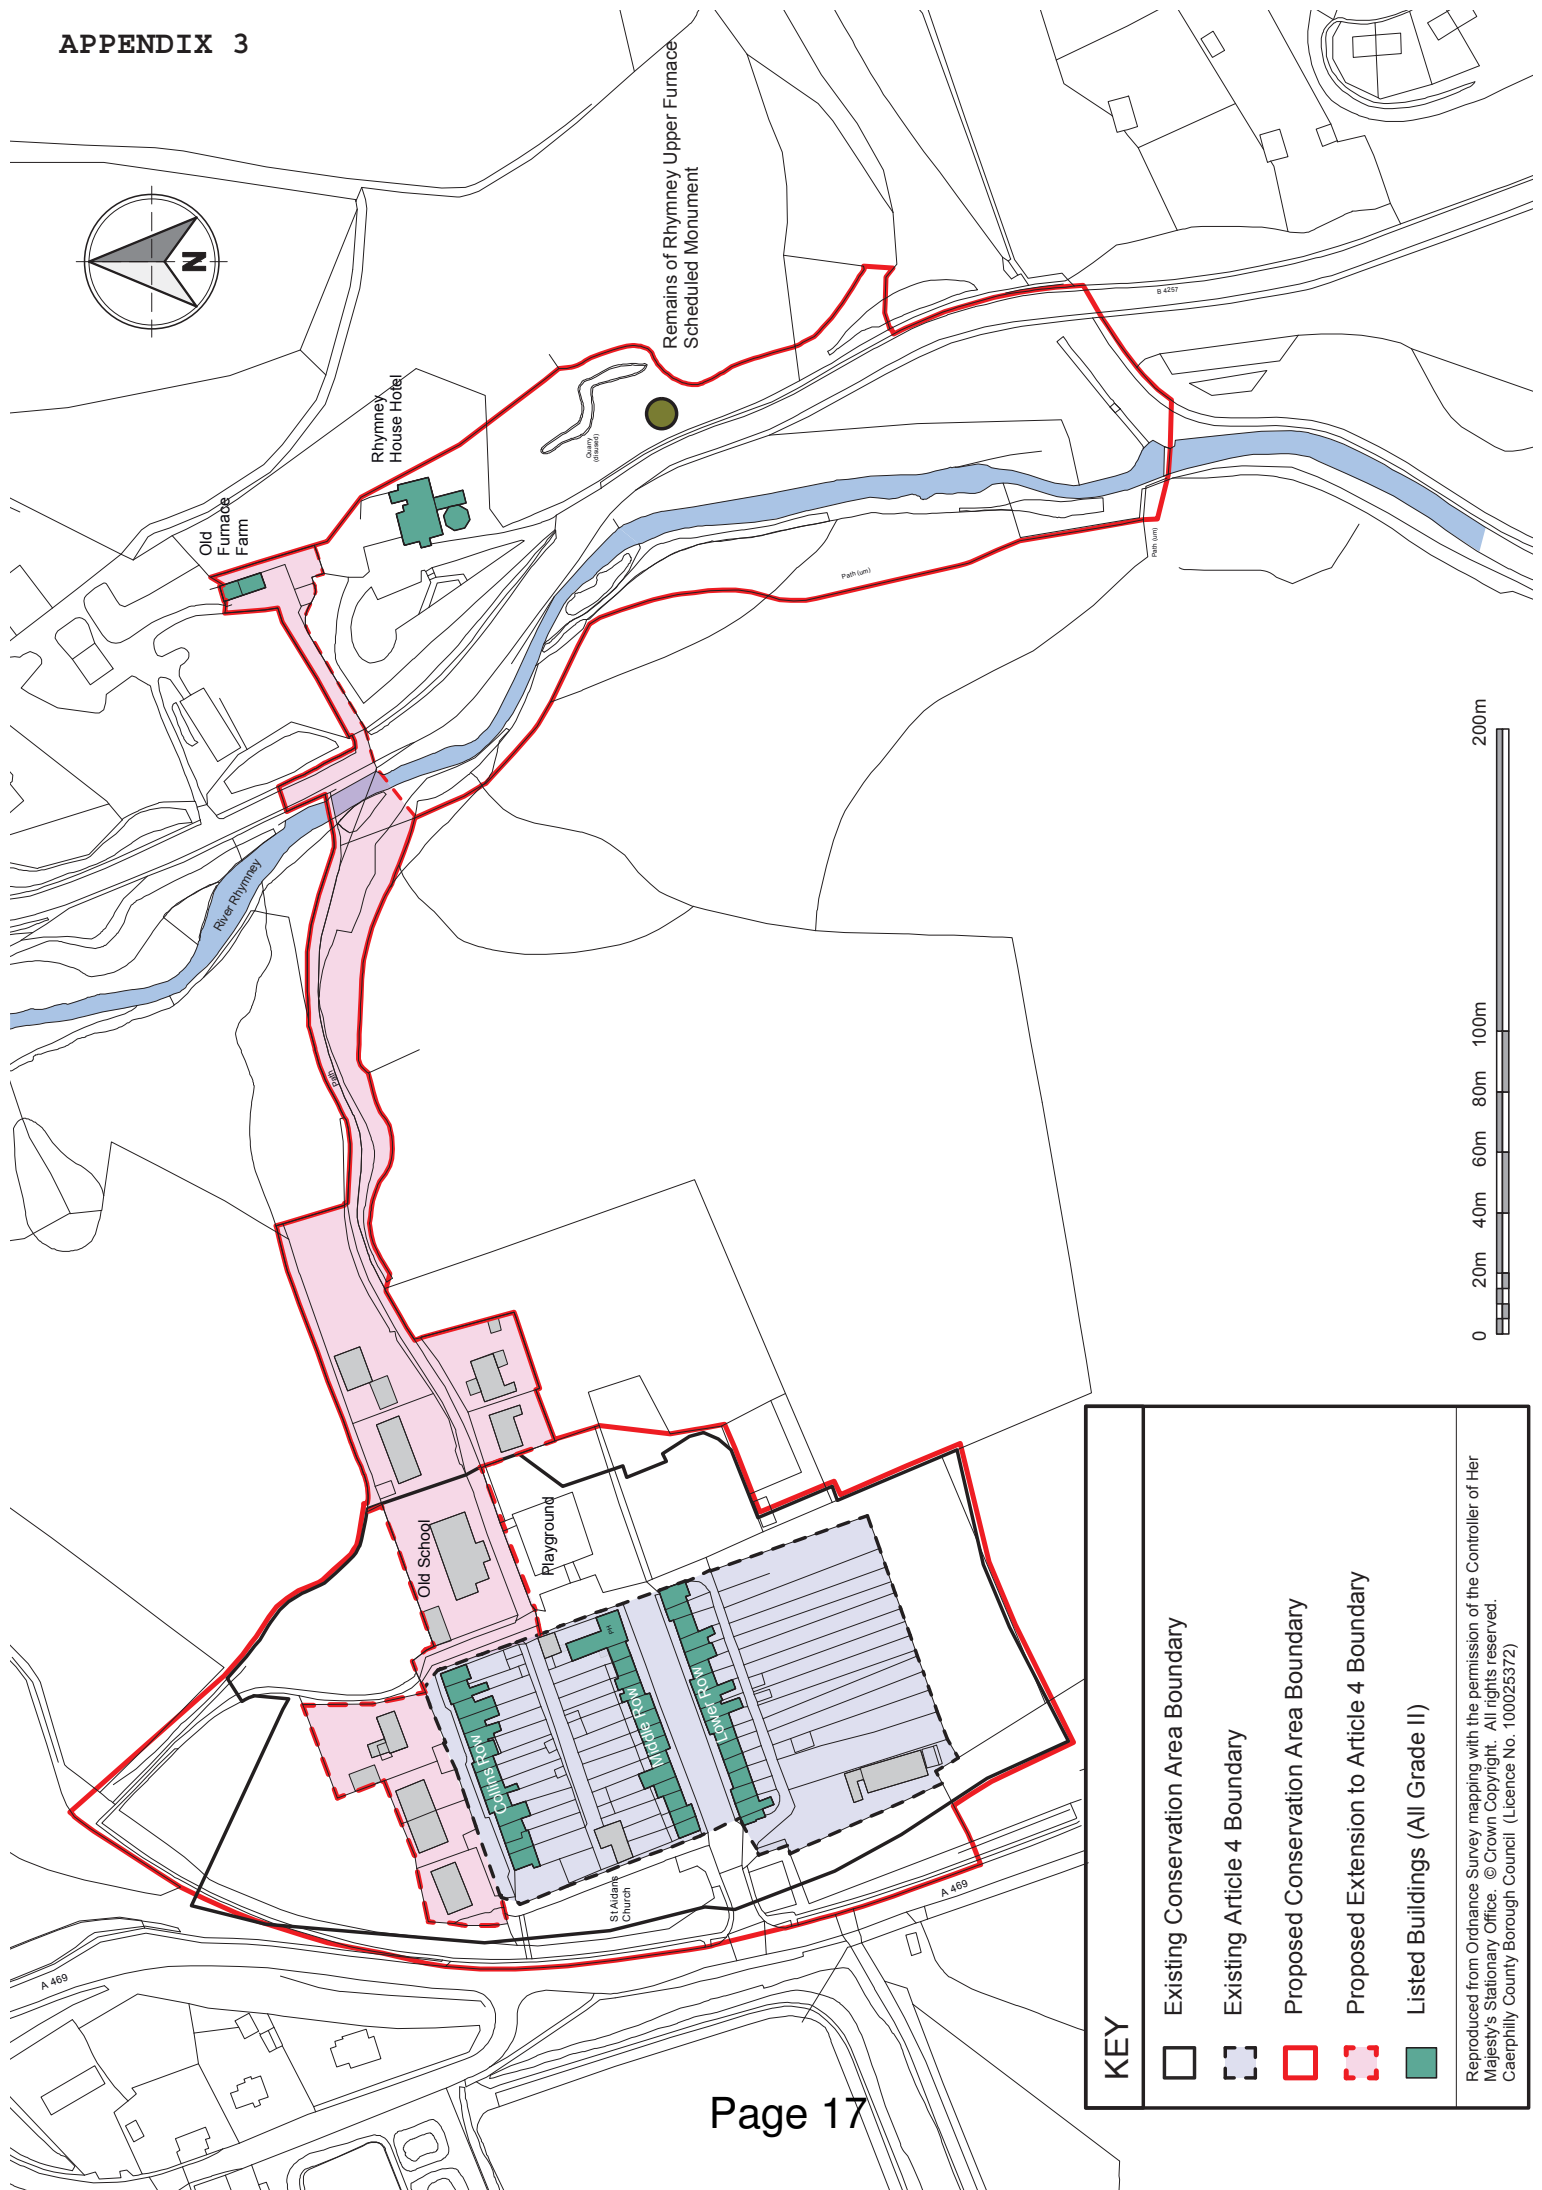 APPENDIX 3
N
Remains of Rhymney Upper Furnace
Scheduled Monument
Rhymney
House Hotel
Old
Furnace
Farm
Quarry
(disused)
B 4257
Path (um)
Path (um)
River Rhymney
Path
Old School
Playground
PH
Collins Row
Middle Row
Lower Row
St Aidans
Church
A 469
A 469
0 20m 40m 60m 80m 100m 200m
KEY
Existing Conservation Area Boundary
Existing Article 4 Boundary
Proposed Conservation Area Boundary
Proposed Extension to Article 4 Boundary
Listed Buildings (All Grade II)
Reproduced from Ordnance Survey mapping with the permission of the Controller of Her
Majesty's Stationary Office. © Crown Copyright. All rights reserved.
Caerphilly County Borough Council (Licence No. 100025372)
Page 17